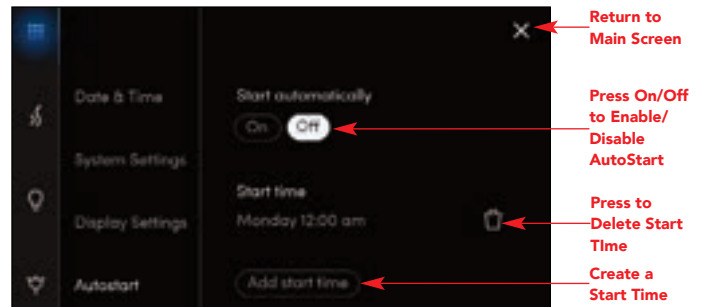 Return to
Main Screen
Date & Time
Start automatically
On Off
Press On/Off
to Enable/
Disable
AutoStart
System Settings
Start time
Monday 12:00 am
Display Settings
Press to
Delete Start
TIme
Autostart
Add start time
Create a
Start Time